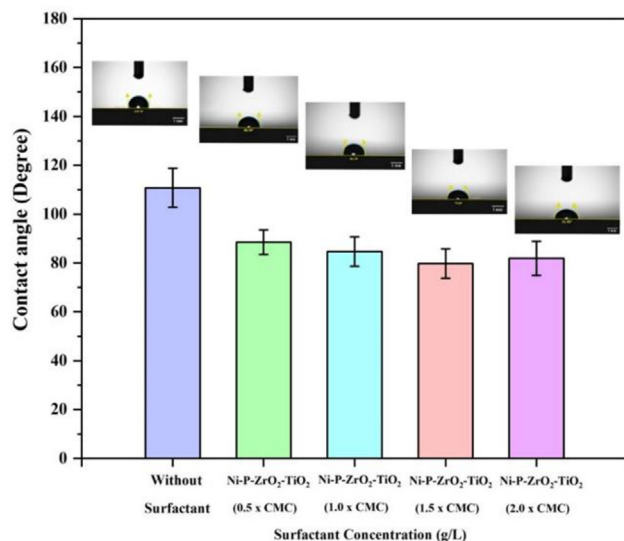 180
160
140
120
100
80
60
40
20
0
Contact angle (Degree)
Without Surfactant
Ni-P-ZrO₂-TiO₂ (0.5 x CMC)
Ni-P-ZrO₂-TiO₂ (1.0 x CMC)
Ni-P-ZrO₂-TiO₂ (1.5 x CMC)
Ni-P-ZrO₂-TiO₂ (2.0 x CMC)
Surfactant Concentration (g/L)